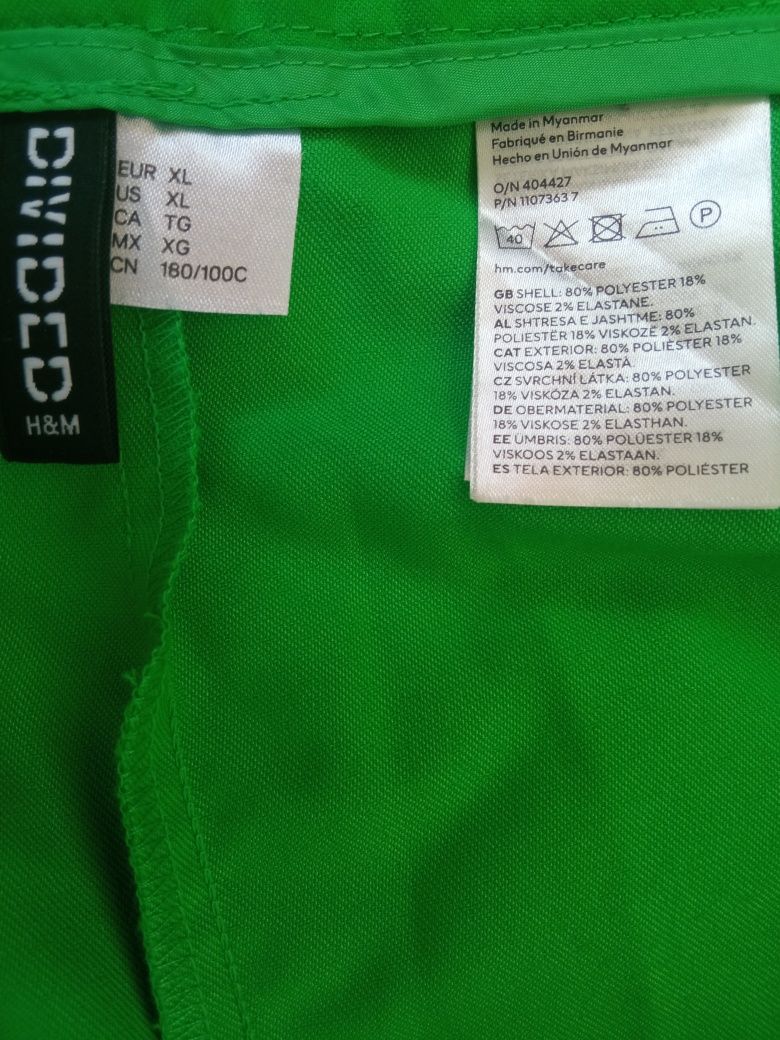 DIVIDED
H&M
EUR XL
US XL
CA TG
MX XG
CN 180/100C
Made in Myanmar
Fabriqué en Birmanie
Hecho en Unión de Myanmar
O/N 404427
P/N 1107363 7
40
P
hm.com/takecare
GB SHELL: 80% POLYESTER 18%
VISCOSE 2% ELASTANE.
AL SHTRESA E JASHTME: 80%
POLIESTËR 18% VISKOZË 2% ELASTAN.
CAT EXTERIOR: 80% POLIÈSTER 18%
VISCOSA 2% ELASTÀ.
CZ SVRCHNÍ LÁTKA: 80% POLYESTER
18% VISKÓZA 2% ELASTAN.
DE OBERMATERIAL: 80% POLYESTER
18% VISKOSE 2% ELASTHAN.
EE ÜMBRIS: 80% POLÜESTER 18%
VISKOOS 2% ELASTAAN.
ES TELA EXTERIOR: 80% POLIÉSTER